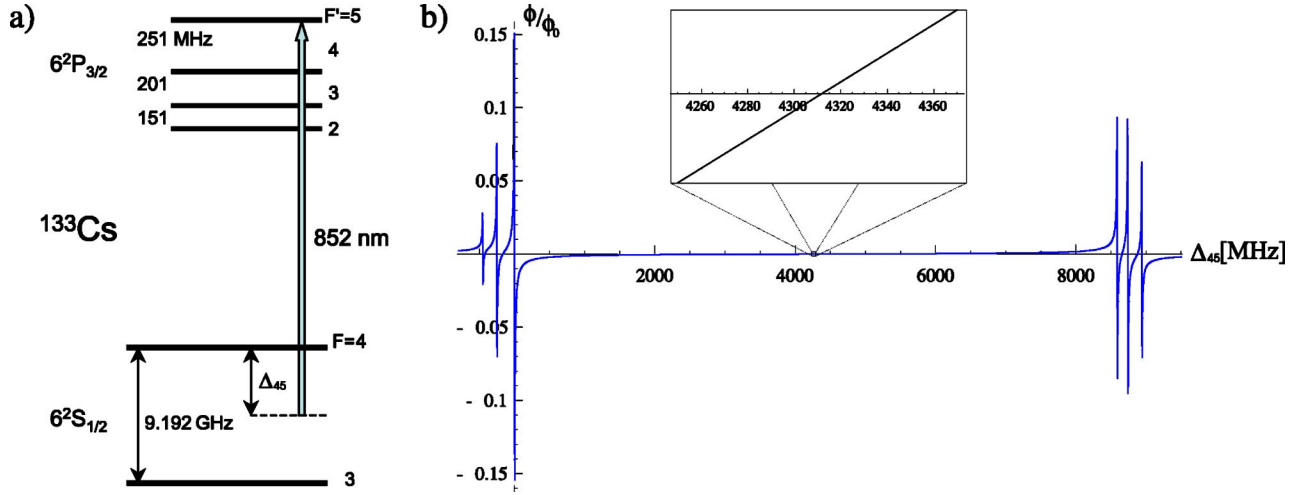 a)
F'=5
251 MHz
4
6²P₃/₂
201
3
151
2
¹³³Cs
852 nm
F=4
Δ₄₅
6²S₁/₂
9.192 GHz
3
b)
ϕ/ϕ₀
0.15
0.1
0.05
- 0.05
- 0.1
- 0.15
4260 4280 4300 4320 4340 4360
2000 4000 6000 8000
Δ₄₅[MHz]